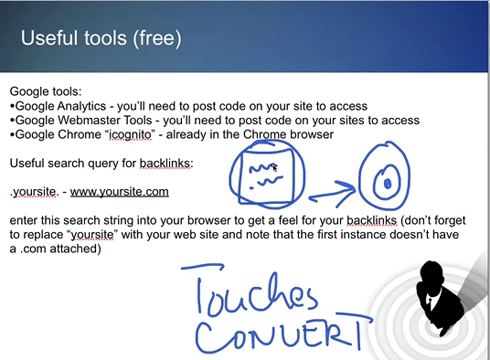 Useful tools (free)
Google tools:
•Google Analytics - you'll need to post code on your site to access
•Google Webmaster Tools - you'll need to post code on your sites to access
•Google Chrome "icognito" - already in the Chrome browser
Useful search query for backlinks:
.yoursite. - www.yoursite.com
enter this search string into your browser to get a feel for your backlinks (don't forget
to replace "yoursite" with your web site and note that the first instance doesn't have
a .com attached)
Touches
CONVERT